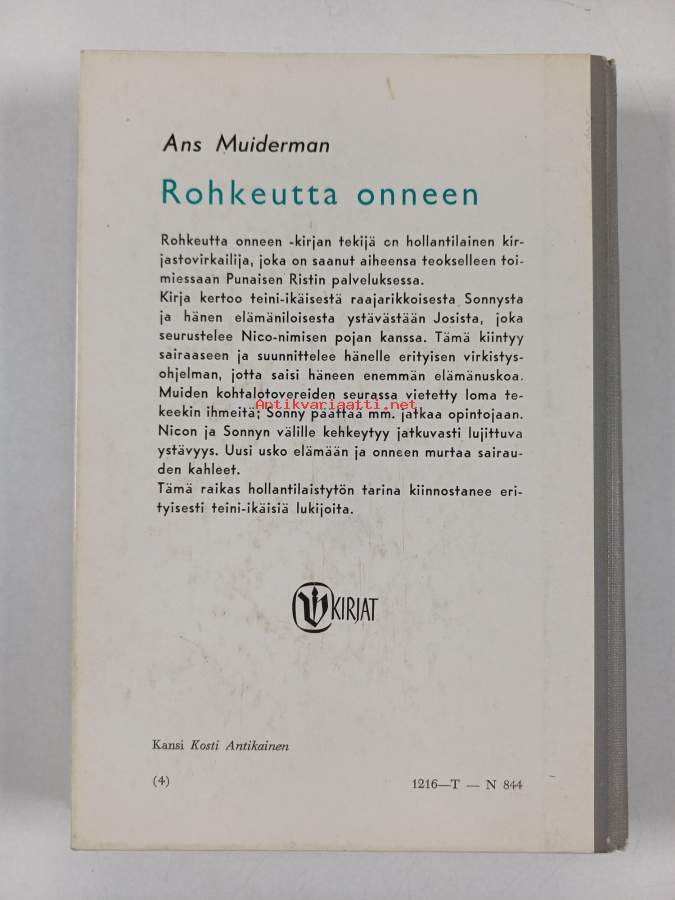 Ans Muiderman
Rohkeutta onneen
Rohkeutta onneen -kirjan tekijä on hollantilainen kir-
jastovirkailija, joka on saanut aiheensa teokselleen toi-
miessaan Punaisen Ristin palveluksessa.
Kirja kertoo teini-ikäisestä raajarikkoisesta Sonnysta
ja hänen elämäniloisesta ystävästään Josista, joka
seurustelee Nico-nimisen pojan kanssa. Tämä kiintyy
sairaaseen ja suunnittelee hänelle erityisen virkistys-
ohjelman, jotta saisi häneen enemmän elämänuskoa.
Muiden kohtalotovereiden seurassa vietetty loma te-
keekin ihmeitä; Sonny päättää mm. jatkaa opintojaan.
Antikvariaatti.net
Nicon ja Sonnyn välille kehkeytyy jatkuvasti lujittuva
ystävyys. Uusi usko elämään ja onneen murtaa sairau-
den kahleet.
Tämä raikas hollantilaistytön tarina kiinnostanee eri-
tyisesti teini-ikäisiä lukijoita.
V KIRJAT
Kansi Kosti Antikainen
(4) 1216—T — N 844